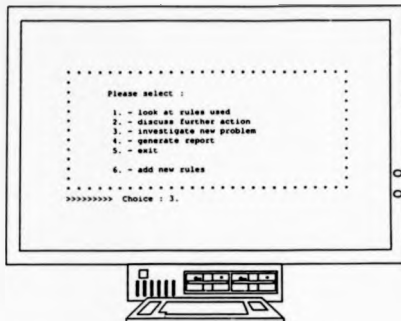 Please select :
1. - look at rules used
2. - discuss further action
3. - investigate new problem
4. - generate report
5. - exit
6. - add new rules
>>>>>>>>> Choice : 3.